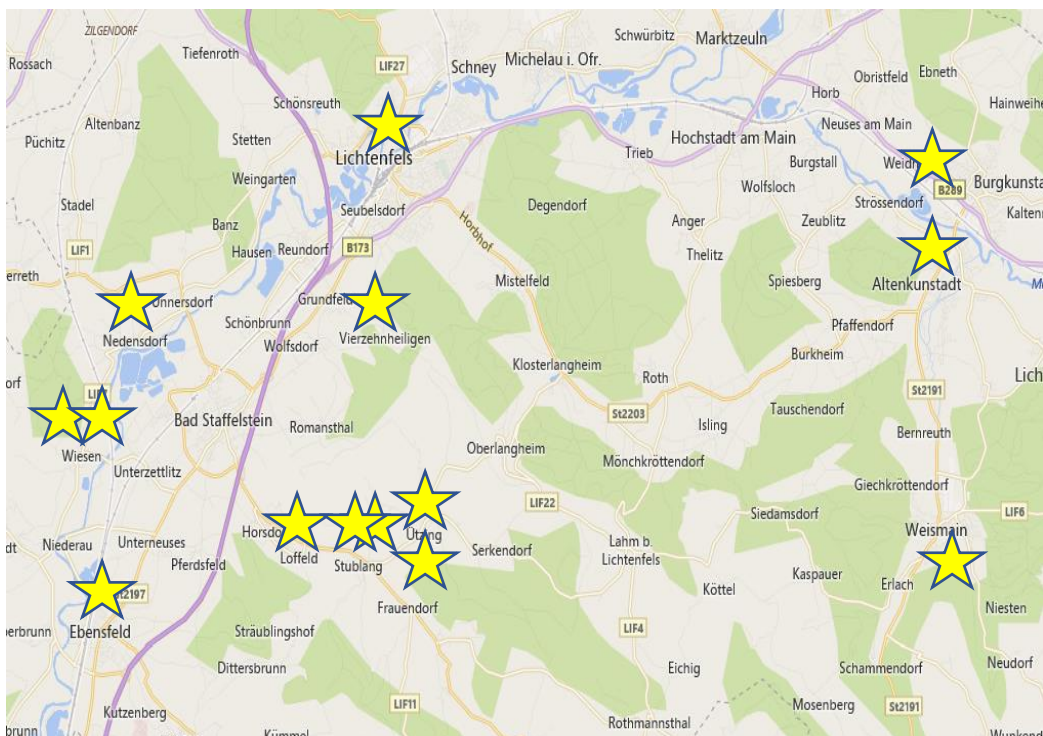 ZILGENDORF
Schwürbitz
Marktzeuln
Rossach
Tiefenroth
LIF27
Schney
Michelau i. Ofr.
Obristfeld
Ebneth
Horb
Hainweihe
Schönsreuth
Altenbanz
Neuses am Main
Püchitz
Stetten
Lichtenfels
Trieb
Hochstadt am Main
Burgstall
Weingarten
Wolfsloch
B289
Burgkunsta
Stadel
Seubelsdorf
Degendorf
Strössendorf
Banz
Horbhof
Anger
Zeublitz
Kaltenr
LIF1
Hausen
Reundorf
B173
Thelitz
erreth
Mistelfeld
Spiesberg
Altenkunstadt
Grundfeld
Schönbrunn
Nedensdorf
Wolfsdorf
Vierzehnheiligen
Pfaffendorf
Klosterlangheim
Burkheim
Roth
Lich
orf
St2191
Bad Staffelstein
Romansthal
St2203
Tauschendorf
Isling
Bernreuth
Wiesen
Unterzettlitz
Oberlangheim
Mönchkröttendorf
Giechkröttendorf
LIF22
Siedamsdorf
LIF6
Weismain
Niederau
Unterneuses
Loffeld
Stublang
Serkendorf
Lahm b.
Lichtenfels
Pferdsfeld
Kaspauer
Erlach
Köttel
Frauendorf
Niesten
Ebensfeld
Sträublingshof
LIF4
Dittersbrunn
Eichig
Schammendorf
Neudorf
Kutzenberg
LIF11
Rothmannsthal
Mosenberg
St2191
brunn
Kümmel